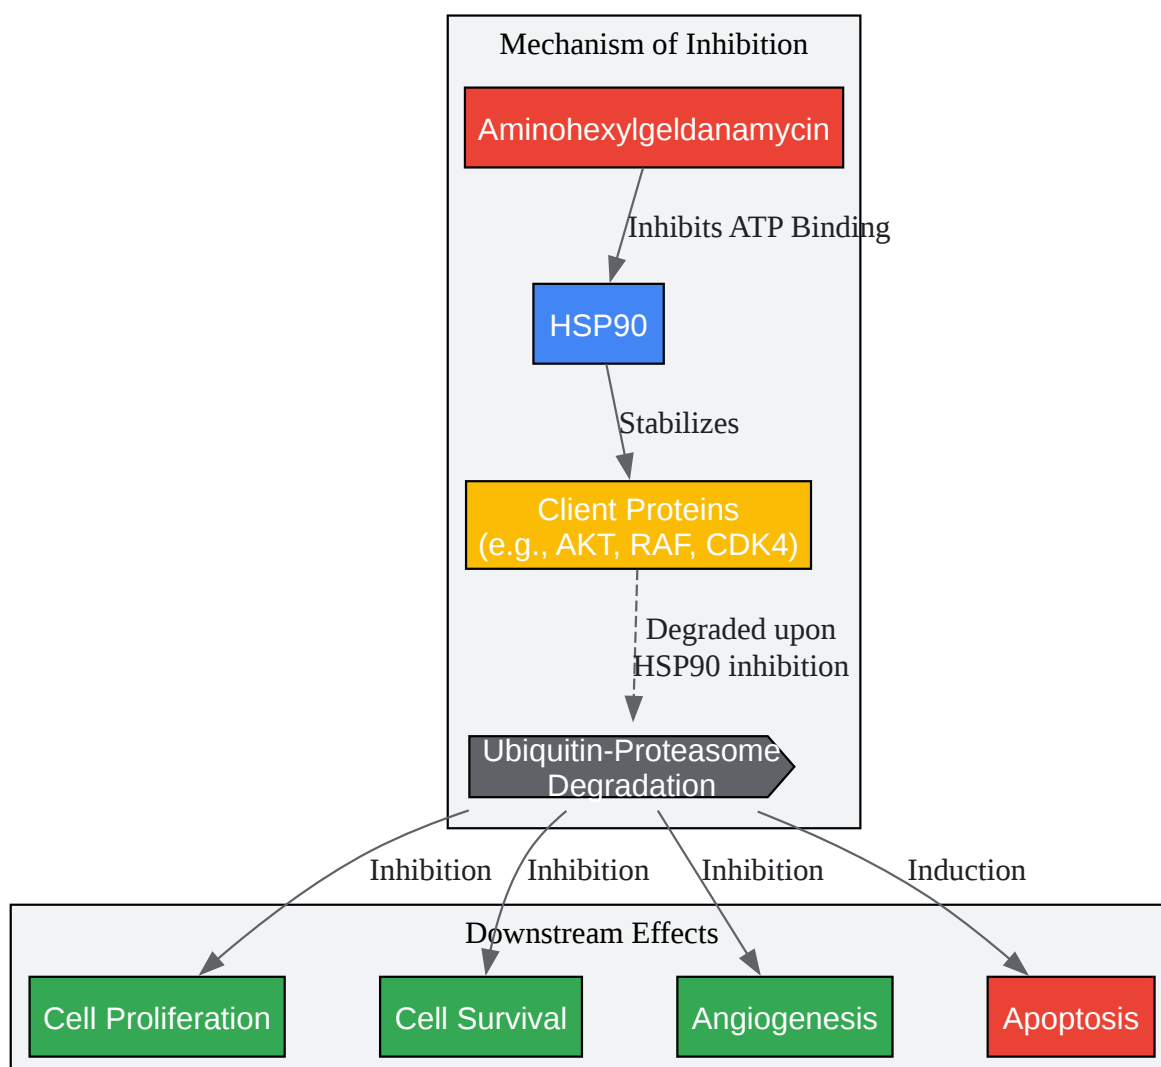 Mechanism of Inhibition
Aminohexylgeldanamycin
Inhibits ATP Binding
HSP90
Stabilizes
Client Proteins
(e.g., AKT, RAF, CDK4)
Degraded upon
HSP90 inhibition
Ubiquitin-Proteasome
Degradation
Inhibition
Inhibition
Inhibition
Induction
Downstream Effects
Cell Proliferation
Cell Survival
Angiogenesis
Apoptosis